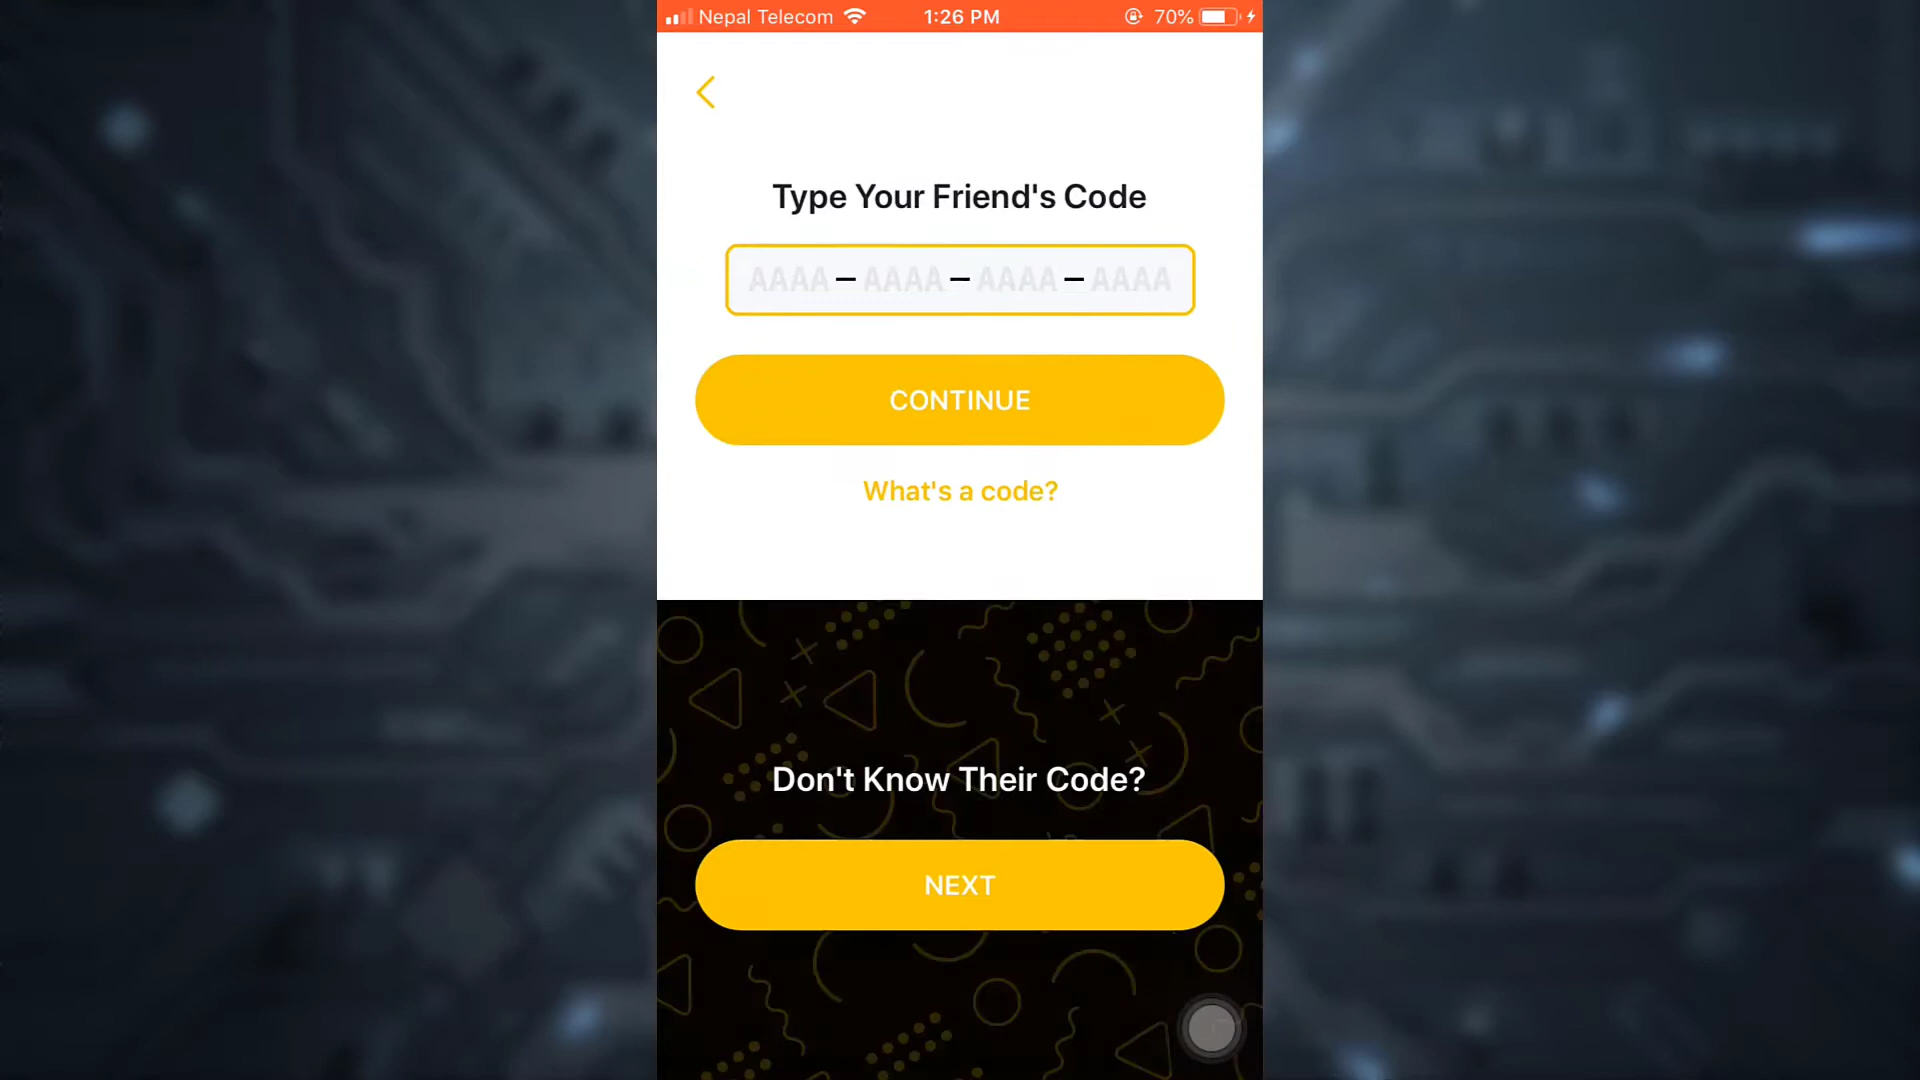 Nepal Telecom 1:26 PM 70%
Type Your Friend's Code
AAAA – AAAA – AAAA – AAAA
CONTINUE
What's a code?
Don't Know Their Code?
NEXT